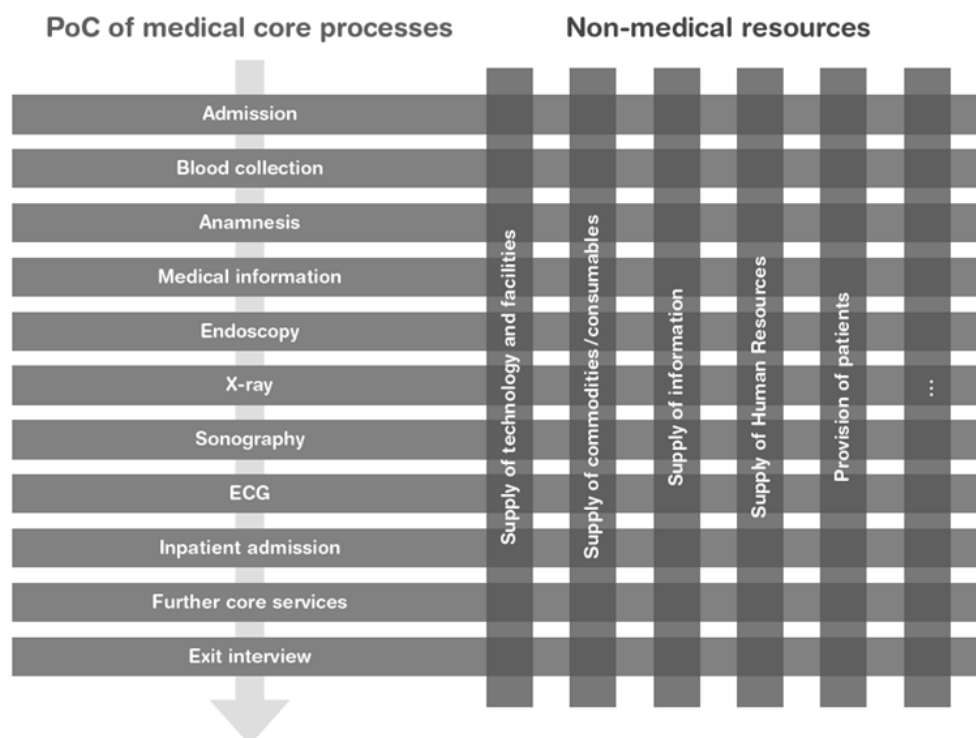 PoC of medical core processes
Non-medical resources
Admission
Blood collection
Anamnesis
Medical information
Endoscopy
X-ray
Sonography
ECG
Inpatient admission
Further core services
Exit interview
Supply of technology and facilities
Supply of commodities/consumables
Supply of information
Supply of Human Resources
Provision of patients
...